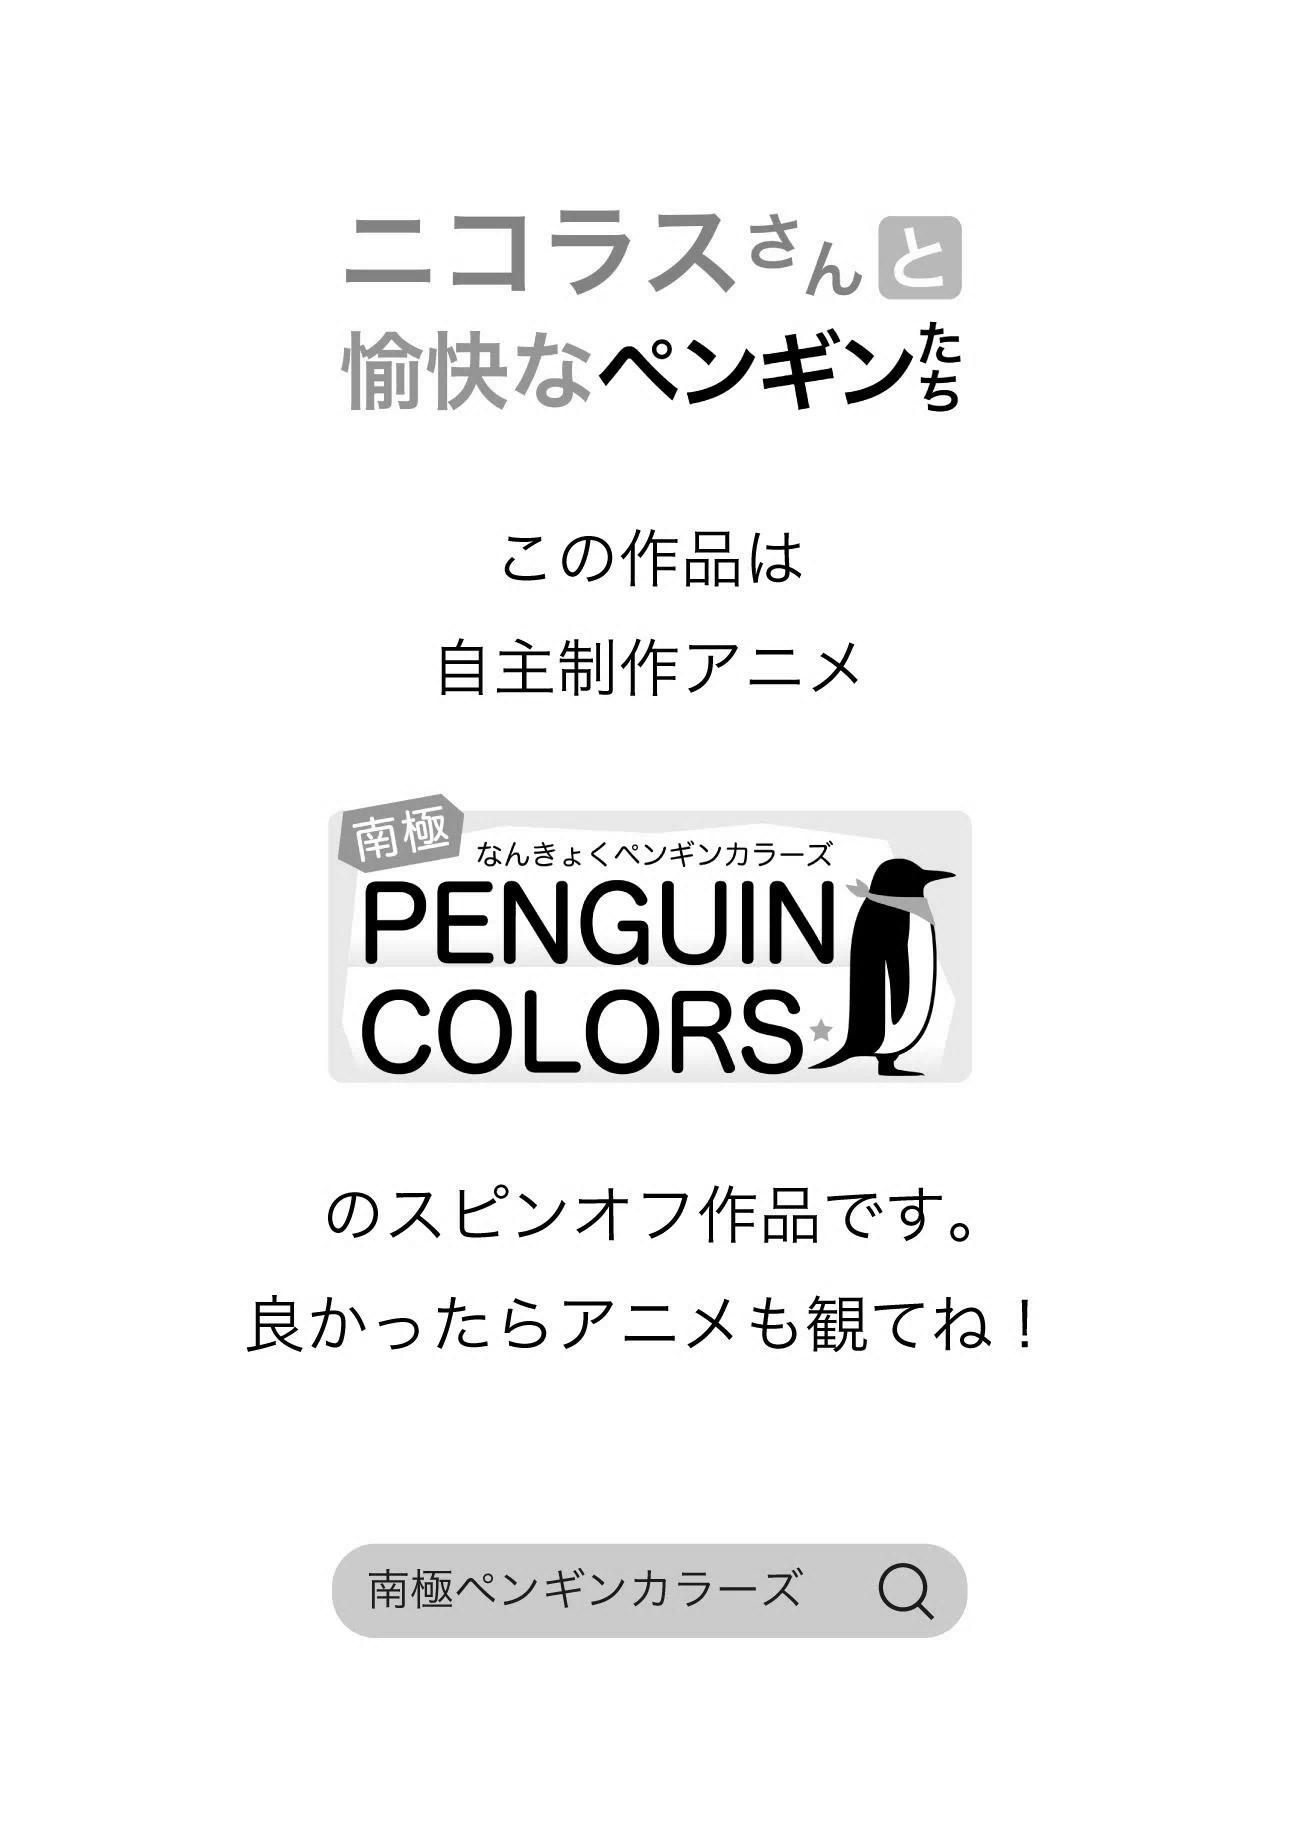 ニコラスさんと
愉快なペンギンたち
この作品は
自主制作アニメ
南極
なんきょくペンギンカラーズ
PENGUIN
COLORS
のスピンオフ作品です。
良かったらアニメも観てね！
南極ペンギンカラーズ